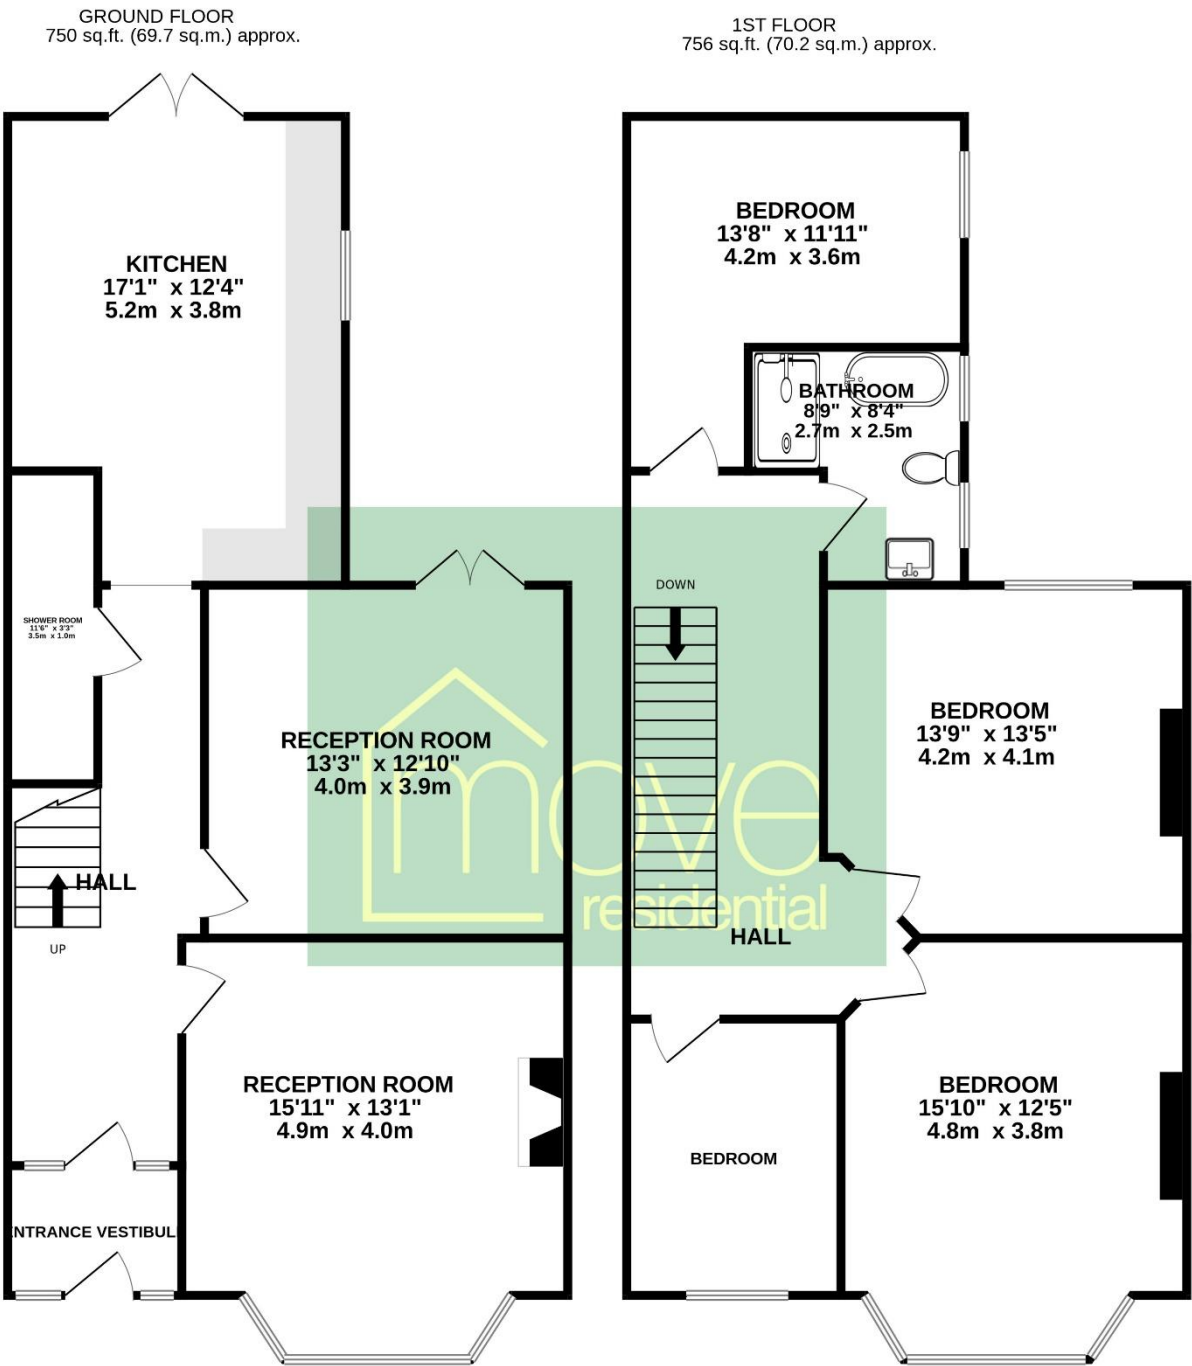 GROUND FLOOR
750 sq.ft. (69.7 sq.m.) approx.
KITCHEN
17'1" x 12'4"
5.2m x 3.8m
SHOWER ROOM
11'6" x 3'3"
3.5m x 1.0m
RECEPTION ROOM
13'3" x 12'10"
4.0m x 3.9m
HALL
UP
RECEPTION ROOM
15'11" x 13'1"
4.9m x 4.0m
ENTRANCE VESTIBULE
1ST FLOOR
756 sq.ft. (70.2 sq.m.) approx.
BEDROOM
13'8" x 11'11"
4.2m x 3.6m
BATHROOM
8'9" x 8'4"
2.7m x 2.5m
DOWN
BEDROOM
13'9" x 13'5"
4.2m x 4.1m
HALL
BEDROOM
15'10" x 12'5"
4.8m x 3.8m
BEDROOM
move
residential